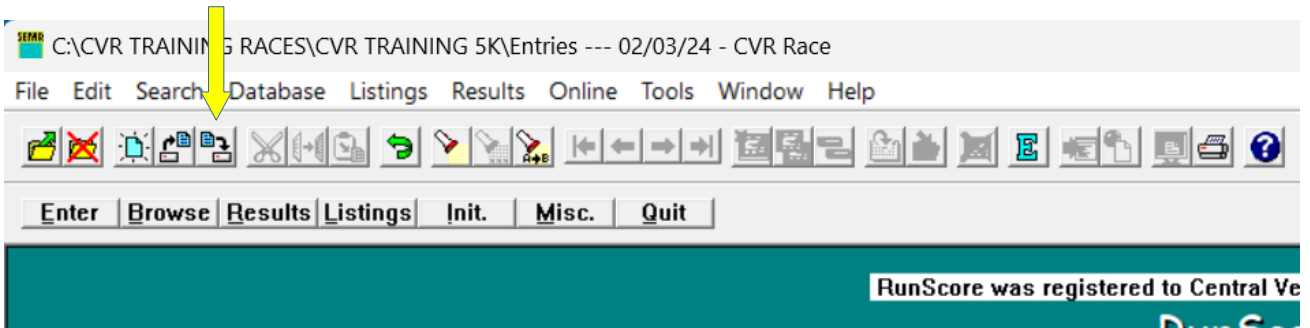 SEMR C:\CVR TRAINING RACES\CVR TRAINING 5K\Entries --- 02/03/24 - CVR Race
File Edit Search Database Listings Results Online Tools Window Help
A→B E ?
Enter Browse Results Listings Init. Misc. Quit
RunScore was registered to Central Ve